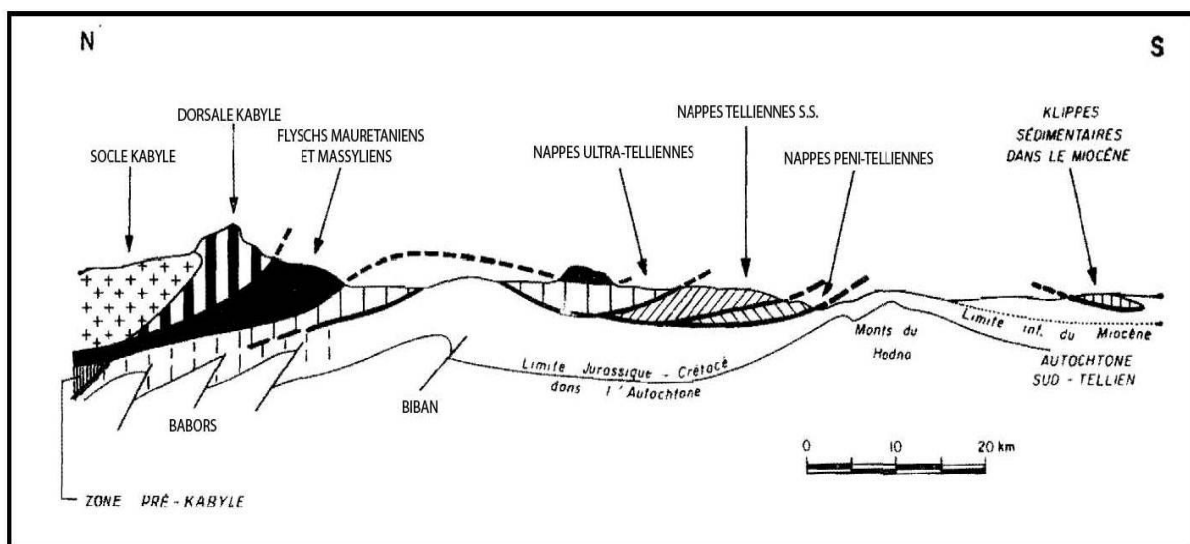 N
S
DORSALE KABYLE
SOCLE KABYLE
FLYSCHS MAURETANIENS
ET MASSYLIENS
NAPPES ULTRA-TELLIENNES
NAPPES TELLIENNES S.S.
NAPPES PENI-TELLIENNES
KLIPPES
SÉDIMENTAIRES
DANS LE MIOCÈNE
Limite Jurassique - Crétacé
dans l'Autochtone
Monts du
Hodna
Limite inf. du Miocène
AUTOCHTONE
SUD - TELLIEN
BIBAN
BABORS
ZONE PRÉ - KABYLE
0 10 20 km